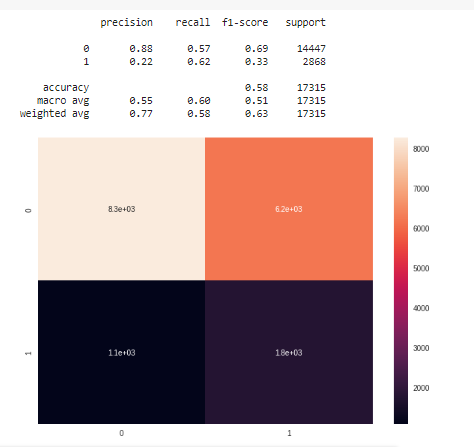 precision recall f1-score support
0 0.88 0.57 0.69 14447
1 0.22 0.62 0.33 2868
accuracy 0.58 17315
macro avg 0.55 0.60 0.51 17315
weighted avg 0.77 0.58 0.63 17315
8.3e+03 6.2e+03
1.1e+03 1.8e+03
0
1
0 1
8000
7000
6000
5000
4000
3000
2000